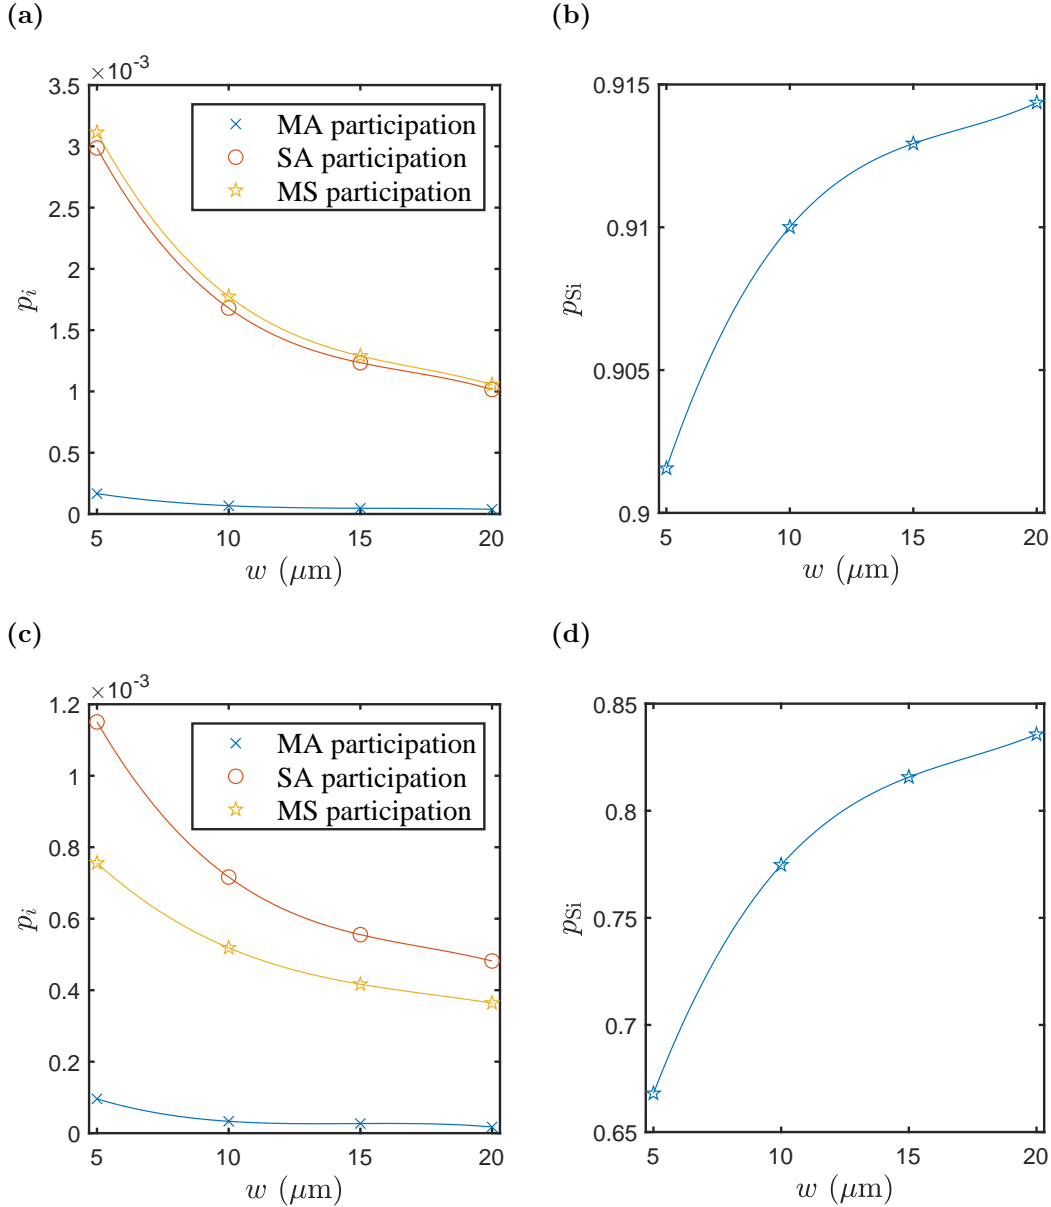 (a)
×10⁻³
3.5
3
2.5
2
1.5
1
0.5
0
5 10 15 20
pᵢ
w (μm)
MA participation
SA participation
MS participation
(b)
0.915
0.91
0.905
0.9
5 10 15 20
p_Si
w (μm)
(c)
×10⁻³
1.2
1
0.8
0.6
0.4
0.2
0
5 10 15 20
pᵢ
w (μm)
MA participation
SA participation
MS participation
(d)
0.85
0.8
0.75
0.7
0.65
5 10 15 20
p_Si
w (μm)